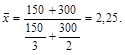 x̄ = (150 + 300) / (150/3 + 300/2) = 2,25.